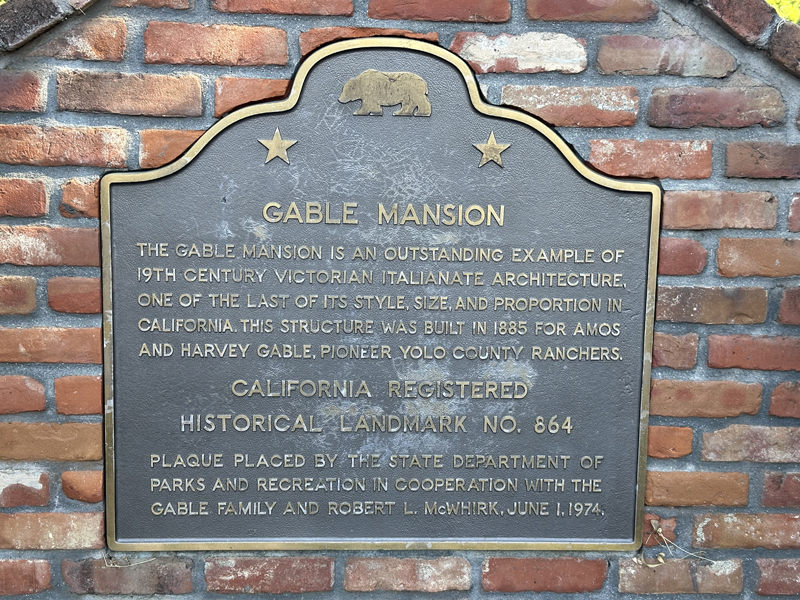 GABLE MANSION
THE GABLE MANSION IS AN OUTSTANDING EXAMPLE OF
19TH CENTURY VICTORIAN ITALIANATE ARCHITECTURE,
ONE OF THE LAST OF ITS STYLE, SIZE, AND PROPORTION IN
CALIFORNIA. THIS STRUCTURE WAS BUILT IN 1885 FOR AMOS
AND HARVEY GABLE, PIONEER YOLO COUNTY RANCHERS.
CALIFORNIA REGISTERED
HISTORICAL LANDMARK NO. 864
PLAQUE PLACED BY THE STATE DEPARTMENT OF
PARKS AND RECREATION IN COOPERATION WITH THE
GABLE FAMILY AND ROBERT L. McWHIRK, JUNE 1, 1974.